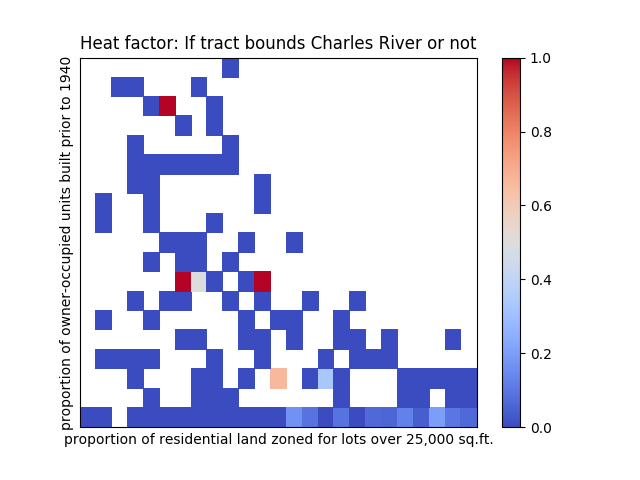 Heat factor: If tract bounds Charles River or not
proportion of owner-occupied units built prior to 1940
proportion of residential land zoned for lots over 25,000 sq.ft.
1.0
0.8
0.6
0.4
0.2
0.0